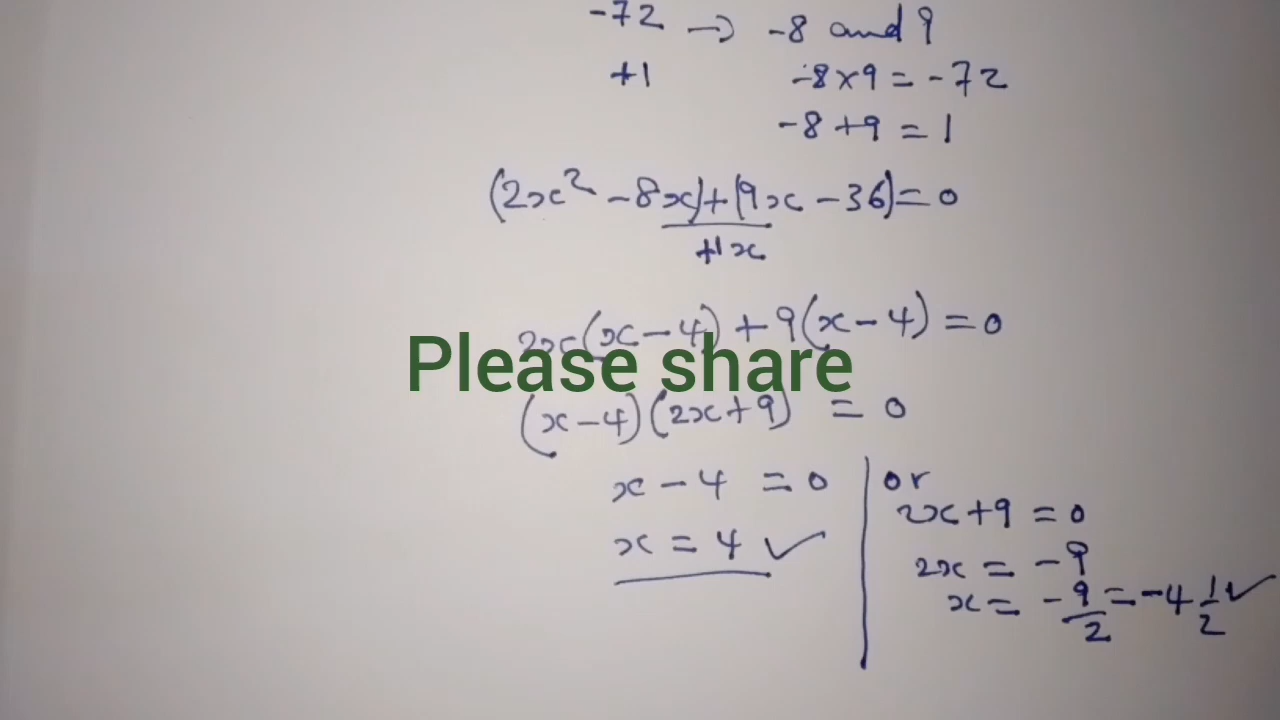 -72 → -8 and 9
+1 -8×9 = -72
-8+9 = 1
(2x² -8x)+(9x - 36)=0
+1x
2x(x-4) + 9(x-4) = 0
Please share
(x-4)(2x+9) = 0
x - 4 = 0
x = 4 ✓
or
2x+9 = 0
2x = -9
x = -9/2 = -4 1/2 ✓